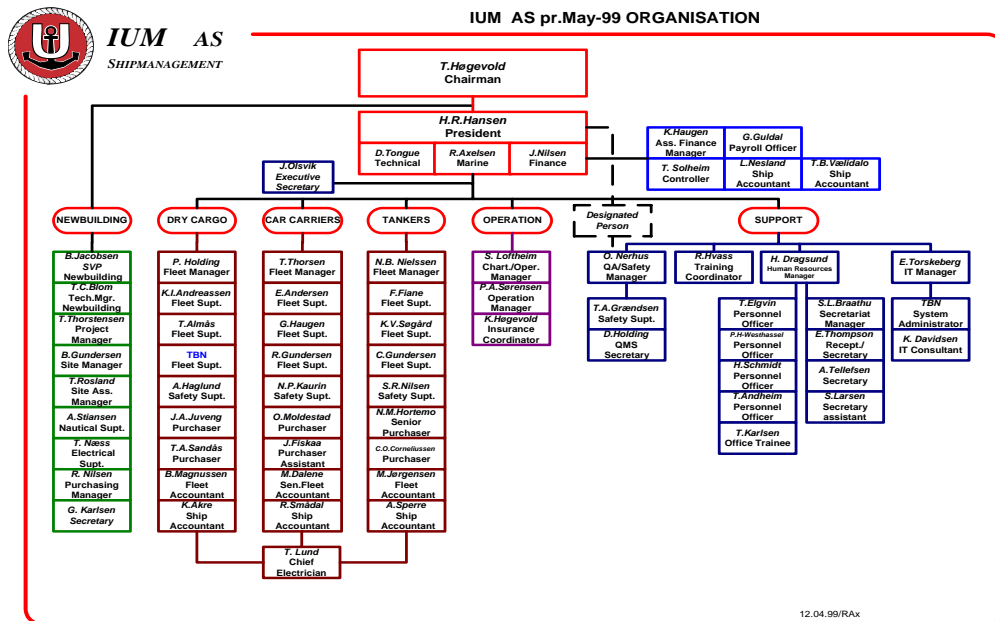 IUM AS pr.May-99 ORGANISATION
IUM AS
SHIPMANAGEMENT
U
T.Høgevold
Chairman
H.R.Hansen
President
D.Tongue
Technical
R.Axelsen
Marine
J.Nilsen
Finance
K.Haugen
Ass. Finance
Manager
G.Guldal
Payroll Officer
T. Solheim
Controller
L.Nesland
Ship
Accountant
T.B.Vælidalo
Ship
Accountant
J.Olsvik
Executive
Secretary
Designated
Person
NEWBUILDING
B.Jacobsen
SVP
Newbuilding
T.C.Blom
Tech.Mgr.
Newbuilding
T.Thorstensen
Project
Manager
B.Gundersen
Site Manager
T.Rosland
Site Ass.
Manager
A.Stiansen
Nautical Supt.
T. Næss
Electrical
Supt.
R. Nilsen
Purchasing
Manager
G. Karlsen
Secretary
DRY CARGO
P. Holding
Fleet Manager
K.I.Andreassen
Fleet Supt.
T.Almås
Fleet Supt.
TBN
Fleet Supt.
A.Haglund
Safety Supt.
J.A.Juveng
Purchaser
T.A.Sandås
Purchaser
B.Magnussen
Fleet
Accountant
K.Akre
Ship
Accountant
CAR CARRIERS
T.Thorsen
Fleet Manager
E.Andersen
Fleet Supt.
G.Haugen
Fleet Supt.
R.Gundersen
Fleet Supt.
N.P.Kaurin
Safety Supt.
O.Moldestad
Purchaser
J.Fiskaa
Purchaser
Assistant
M.Dalene
Sen.Fleet
Accountant
R.Smådal
Ship
Accountant
TANKERS
N.B. Nielssen
Fleet Manager
F.Fiane
Fleet Supt.
K.V.Søgård
Fleet Supt.
C.Gundersen
Fleet Supt.
S.R.Nilsen
Safety Supt.
N.M.Hortemo
Senior
Purchaser
C.O.Corneliussen
Purchaser
M.Jørgensen
Fleet
Accountant
A.Sperre
Ship
Accountant
T. Lund
Chief
Electrician
OPERATION
S. Loftheim
Chart./Oper.
Manager
P.A.Sørensen
Operation
Manager
K.Høgevold
Insurance
Coordinator
SUPPORT
O. Nerhus
QA/Safety
Manager
T.A.Grændsen
Safety Supt.
D.Holding
QMS
Secretary
R.Hvass
Training
Coordinator
H. Dragsund
Human Resources
Manager
T.Elgvin
Personnel
Officer
P.H-Westhassel
Personnel
Officer
H.Schmidt
Personnel
Officer
T.Andheim
Personnel
Officer
T.Karlsen
Office Trainee
S.L.Braathu
Secretariat
Manager
E.Thompson
Recept./
Secretary
A.Tellefsen
Secretary
S.Larsen
Secretary
assistant
E.Torskeberg
IT Manager
TBN
System
Administrator
K. Davidsen
IT Consultant
12.04.99/RAx